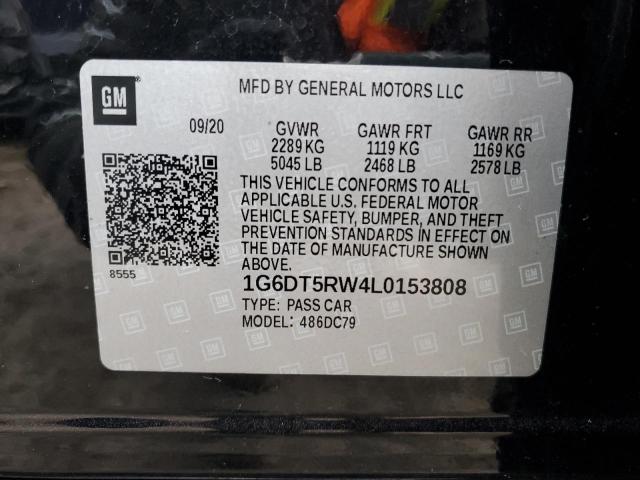 GM
MFD BY GENERAL MOTORS LLC
09/20 GVWR GAWR FRT GAWR RR
2289 KG 1119 KG 1169 KG
5045 LB 2468 LB 2578 LB
THIS VEHICLE CONFORMS TO ALL
APPLICABLE U.S. FEDERAL MOTOR
VEHICLE SAFETY, BUMPER, AND THEFT
PREVENTION STANDARDS IN EFFECT ON
THE DATE OF MANUFACTURE SHOWN
ABOVE.
8555
1G6DT5RW4L0153808
TYPE: PASS CAR
MODEL: 486DC79